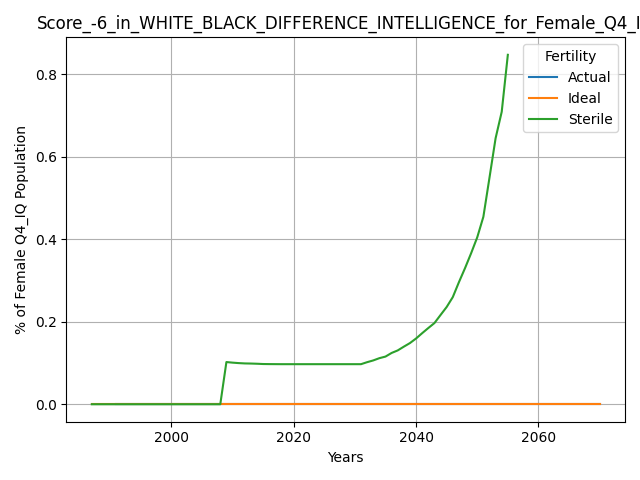 Score_-6_in_WHITE_BLACK_DIFFERENCE_INTELLIGENCE_for_Female_Q4_I
Fertility
Actual
Ideal
Sterile
% of Female Q4_IQ Population
0.8
0.6
0.4
0.2
0.0
2000 2020 2040 2060
Years